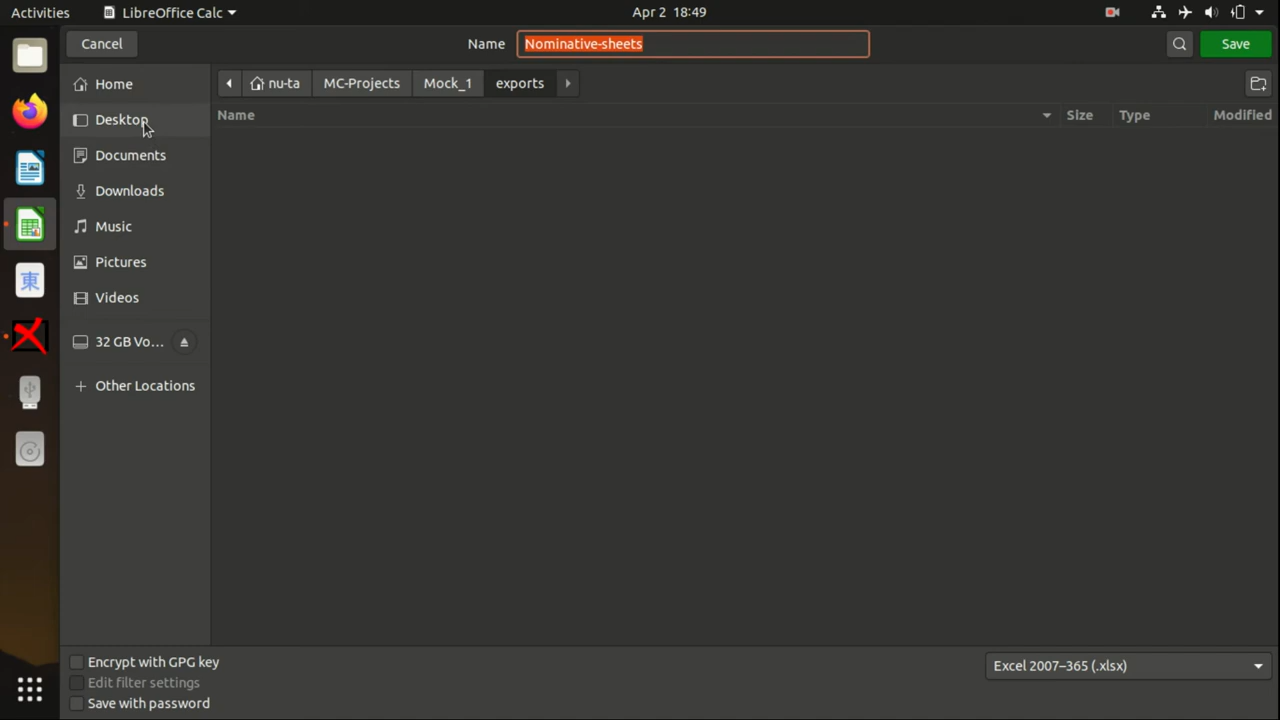 Activities
LibreOffice Calc
Apr 2 18:49
Cancel
Name
Nominative-sheets
Save
nu-ta
MC-Projects
Mock_1
exports
Home
Desktop
Documents
Downloads
Music
Pictures
Videos
32 GB Vo...
Other Locations
Name
Size
Type
Modified
東
Encrypt with GPG key
Edit filter settings
Save with password
Excel 2007–365 (.xlsx)